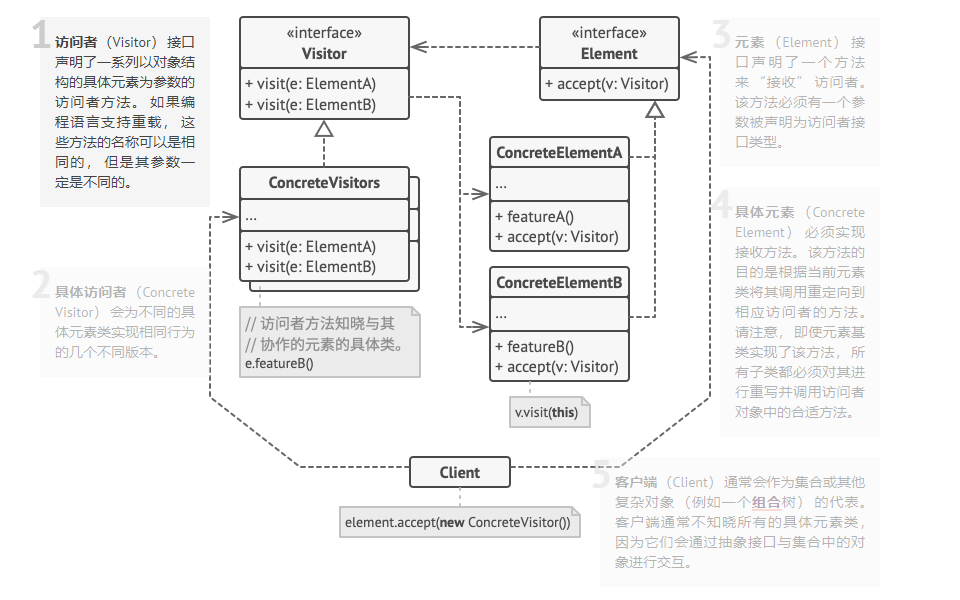 1
访问者（Visitor）接口
声明了一系列以对象结
构的具体元素为参数的
访问者方法。 如果编
程语言支持重载， 这
些方法的名称可以是相
同的， 但是其参数一
定是不同的。
2
具体访问者 （Concrete
Visitor） 会为不同的具
体元素类实现相同行为
的几个不同版本。
«interface»
Visitor
+ visit(e: ElementA)
+ visit(e: ElementB)
ConcreteVisitors
...
+ visit(e: ElementA)
+ visit(e: ElementB)
// 访问者方法知晓与其
// 协作的元素的具体类。
e.featureB()
«interface»
Element
+ accept(v: Visitor)
ConcreteElementA
...
+ featureA()
+ accept(v: Visitor)
ConcreteElementB
...
+ featureB()
+ accept(v: Visitor)
v.visit(this)
Client
element.accept(new ConcreteVisitor())
3
元素 （Element） 接
口声明了一个方法
来 “接收” 访问者。
该方法必须有一个参
数被声明为访问者接
口类型。
4
具体元素 （Concrete
Element） 必须实现
接收方法。 该方法的
目的是根据当前元素
类将其调用重定向到
相应访问者的方法。
请注意， 即使元素基
类实现了该方法， 所
有子类都必须对其进
行重写并调用访问者
对象中的合适方法。
5
客户端 （Client） 通常会作为集合或其他
复杂对象 （例如一个组合树） 的代表。
客户端通常不知晓所有的具体元素类，
因为它们会通过抽象接口与集合中的对
象进行交互。